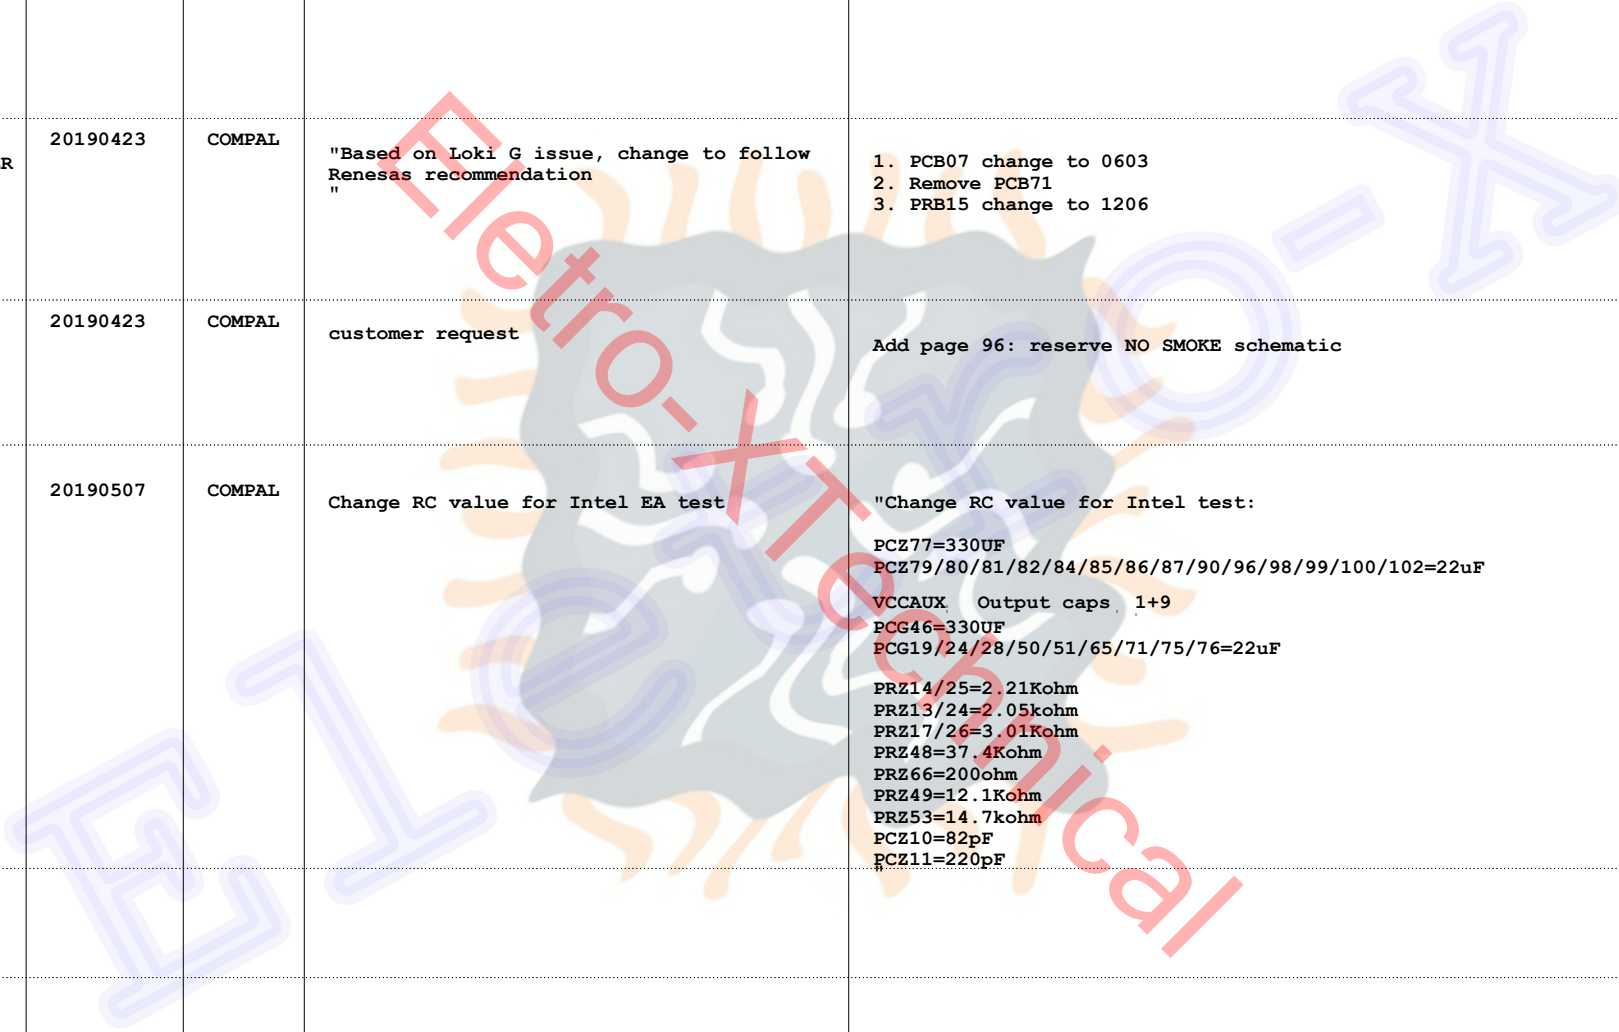 R
20190423 COMPAL
"Based on Loki G issue, change to follow
Renesas recommendation
"
1. PCB07 change to 0603
2. Remove PCB71
3. PRB15 change to 1206
20190423 COMPAL
customer request
Add page 96: reserve NO SMOKE schematic
20190507 COMPAL
Change RC value for Intel EA test
"Change RC value for Intel test:
PCZ77=330UF
PCZ79/80/81/82/84/85/86/87/90/96/98/99/100/102=22uF
VCCAUX Output caps 1+9
PCG46=330UF
PCG19/24/28/50/51/65/71/75/76=22uF
PRZ14/25=2.21Kohm
PRZ13/24=2.05kohm
PRZ17/26=3.01Kohm
PRZ48=37.4Kohm
PRZ66=200ohm
PRZ49=12.1Kohm
PRZ53=14.7kohm
PCZ10=82pF
PCZ11=220pF
"
Eletro-XTechnical
Eletro-X